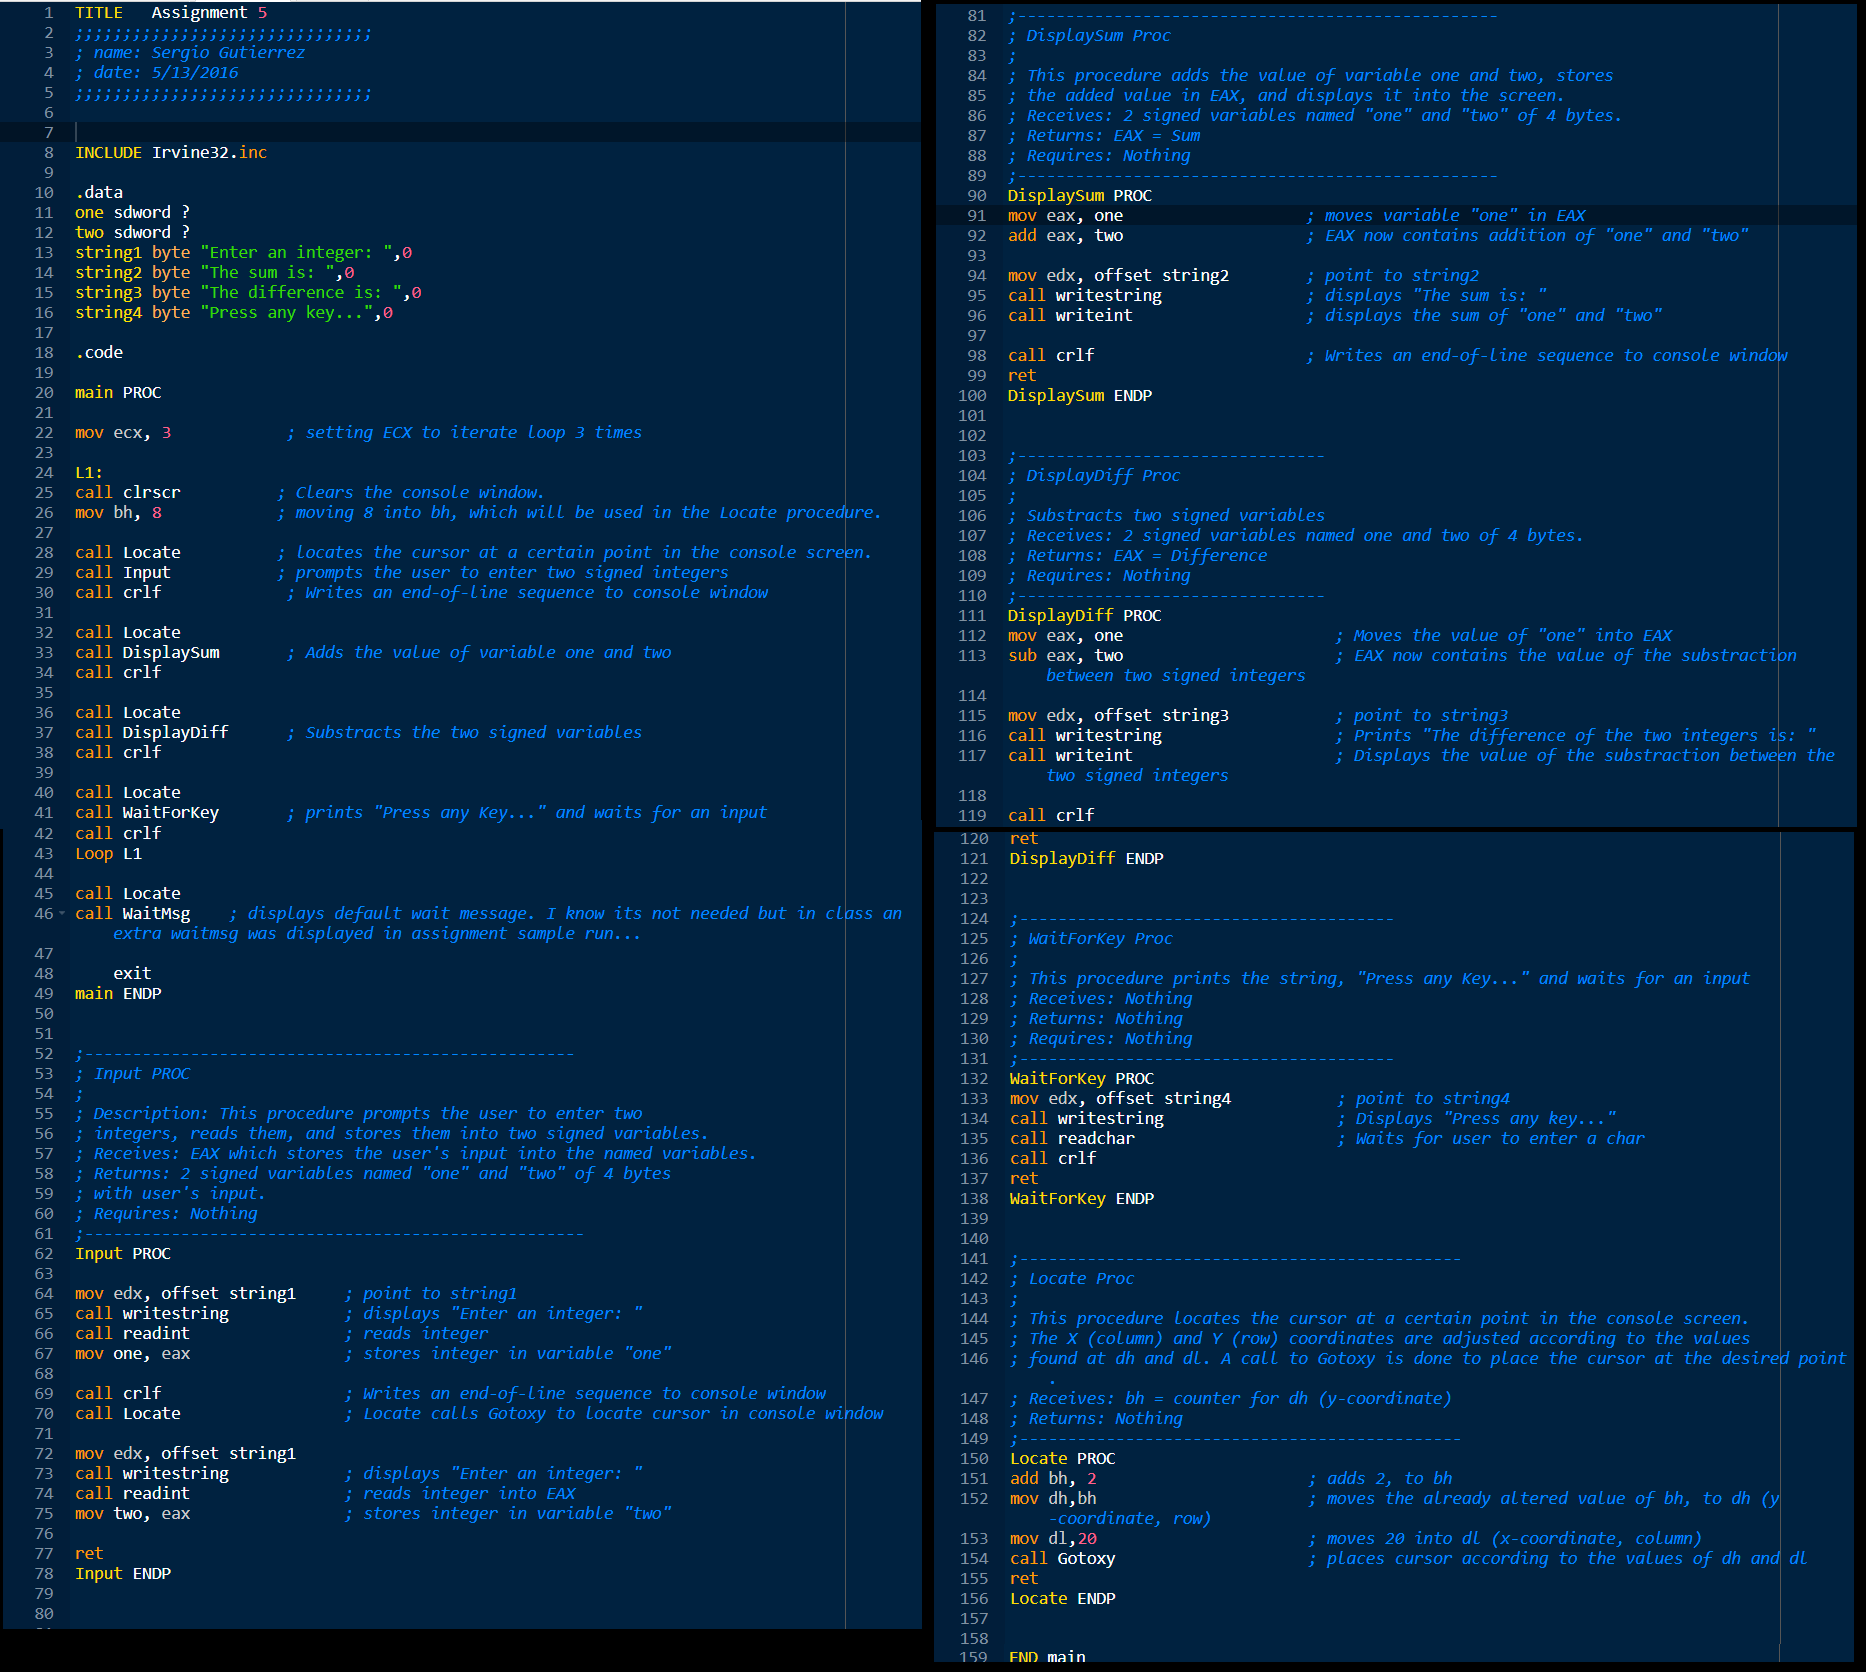 1 TITLE   Assignment 5
2 ;;;;;;;;;;;;;;;;;;;;;;;;;;;;;;;
3 ; name: Sergio Gutierrez
4 ; date: 5/13/2016
5 ;;;;;;;;;;;;;;;;;;;;;;;;;;;;;;;
6
7
8 INCLUDE Irvine32.inc
9
10 .data
11 one sdword ?
12 two sdword ?
13 string1 byte "Enter an integer: ",0
14 string2 byte "The sum is: ",0
15 string3 byte "The difference is: ",0
16 string4 byte "Press any key...",0
17
18 .code
19
20 main PROC
21
22 mov ecx, 3            ; setting ECX to iterate loop 3 times
23
24 L1:
25 call clrscr          ; Clears the console window.
26 mov bh, 8            ; moving 8 into bh, which will be used in the Locate procedure.
27
28 call Locate          ; locates the cursor at a certain point in the console screen.
29 call Input           ; prompts the user to enter two signed integers
30 call crlf             ; Writes an end-of-line sequence to console window
31
32 call Locate
33 call DisplaySum       ; Adds the value of variable one and two
34 call crlf
35
36 call Locate
37 call DisplayDiff      ; Substracts the two signed variables
38 call crlf
39
40 call Locate
41 call WaitForKey       ; prints "Press any Key..." and waits for an input
42 call crlf
43 Loop L1
44
45 call Locate
46 call WaitMsg    ; displays default wait message. I know its not needed but in class an
extra waitmsg was displayed in assignment sample run...
47
48     exit
49 main ENDP
50
51
52 ;---------------------------------------------------
53 ; Input PROC
54 ;
55 ; Description: This procedure prompts the user to enter two
56 ; integers, reads them, and stores them into two signed variables.
57 ; Receives: EAX which stores the user's input into the named variables.
58 ; Returns: 2 signed variables named "one" and "two" of 4 bytes
59 ; with user's input.
60 ; Requires: Nothing
61 ;----------------------------------------------------
62 Input PROC
63
64 mov edx, offset string1     ; point to string1
65 call writestring            ; displays "Enter an integer: "
66 call readint                ; reads integer
67 mov one, eax                ; stores integer in variable "one"
68
69 call crlf                   ; Writes an end-of-line sequence to console window
70 call Locate                 ; Locate calls Gotoxy to locate cursor in console window
71
72 mov edx, offset string1
73 call writestring            ; displays "Enter an integer: "
74 call readint                ; reads integer into EAX
75 mov two, eax                ; stores integer in variable "two"
76
77 ret
78 Input ENDP
79
80
81 ;--------------------------------------------------
82 ; DisplaySum Proc
83 ;
84 ; This procedure adds the value of variable one and two, stores
85 ; the added value in EAX, and displays it into the screen.
86 ; Receives: 2 signed variables named "one" and "two" of 4 bytes.
87 ; Returns: EAX = Sum
88 ; Requires: Nothing
89 ;--------------------------------------------------
90 DisplaySum PROC
91 mov eax, one                   ; moves variable "one" in EAX
92 add eax, two                   ; EAX now contains addition of "one" and "two"
93
94 mov edx, offset string2        ; point to string2
95 call writestring               ; displays "The sum is: "
96 call writeint                  ; displays the sum of "one" and "two"
97
98 call crlf                      ; Writes an end-of-line sequence to console window
99 ret
100 DisplaySum ENDP
101
102
103 ;--------------------------------
104 ; DisplayDiff Proc
105 ;
106 ; Substracts two signed variables
107 ; Receives: 2 signed variables named one and two of 4 bytes.
108 ; Returns: EAX = Difference
109 ; Requires: Nothing
110 ;--------------------------------
111 DisplayDiff PROC
112 mov eax, one                      ; Moves the value of "one" into EAX
113 sub eax, two                      ; EAX now contains the value of the substraction
between two signed integers
114
115 mov edx, offset string3           ; point to string3
116 call writestring                  ; Prints "The difference of the two integers is: "
117 call writeint                     ; Displays the value of the substraction between the
two signed integers
118
119 call crlf
120 ret
121 DisplayDiff ENDP
122
123
124 ;---------------------------------------
125 ; WaitForKey Proc
126 ;
127 ; This procedure prints the string, "Press any Key..." and waits for an input
128 ; Receives: Nothing
129 ; Returns: Nothing
130 ; Requires: Nothing
131 ;---------------------------------------
132 WaitForKey PROC
133 mov edx, offset string4           ; point to string4
134 call writestring                  ; Displays "Press any key..."
135 call readchar                     ; Waits for user to enter a char
136 call crlf
137 ret
138 WaitForKey ENDP
139
140
141 ;----------------------------------------------
142 ; Locate Proc
143 ;
144 ; This procedure locates the cursor at a certain point in the console screen.
145 ; The X (column) and Y (row) coordinates are adjusted according to the values
146 ; found at dh and dl. A call to Gotoxy is done to place the cursor at the desired point
.
147 ; Receives: bh = counter for dh (y-coordinate)
148 ; Returns: Nothing
149 ;----------------------------------------------
150 Locate PROC
151 add bh, 2                      ; adds 2, to bh
152 mov dh,bh                      ; moves the already altered value of bh, to dh (y
-coordinate, row)
153 mov dl,20                      ; moves 20 into dl (x-coordinate, column)
154 call Gotoxy                    ; places cursor according to the values of dh and dl
155 ret
156 Locate ENDP
157
158
159 END main